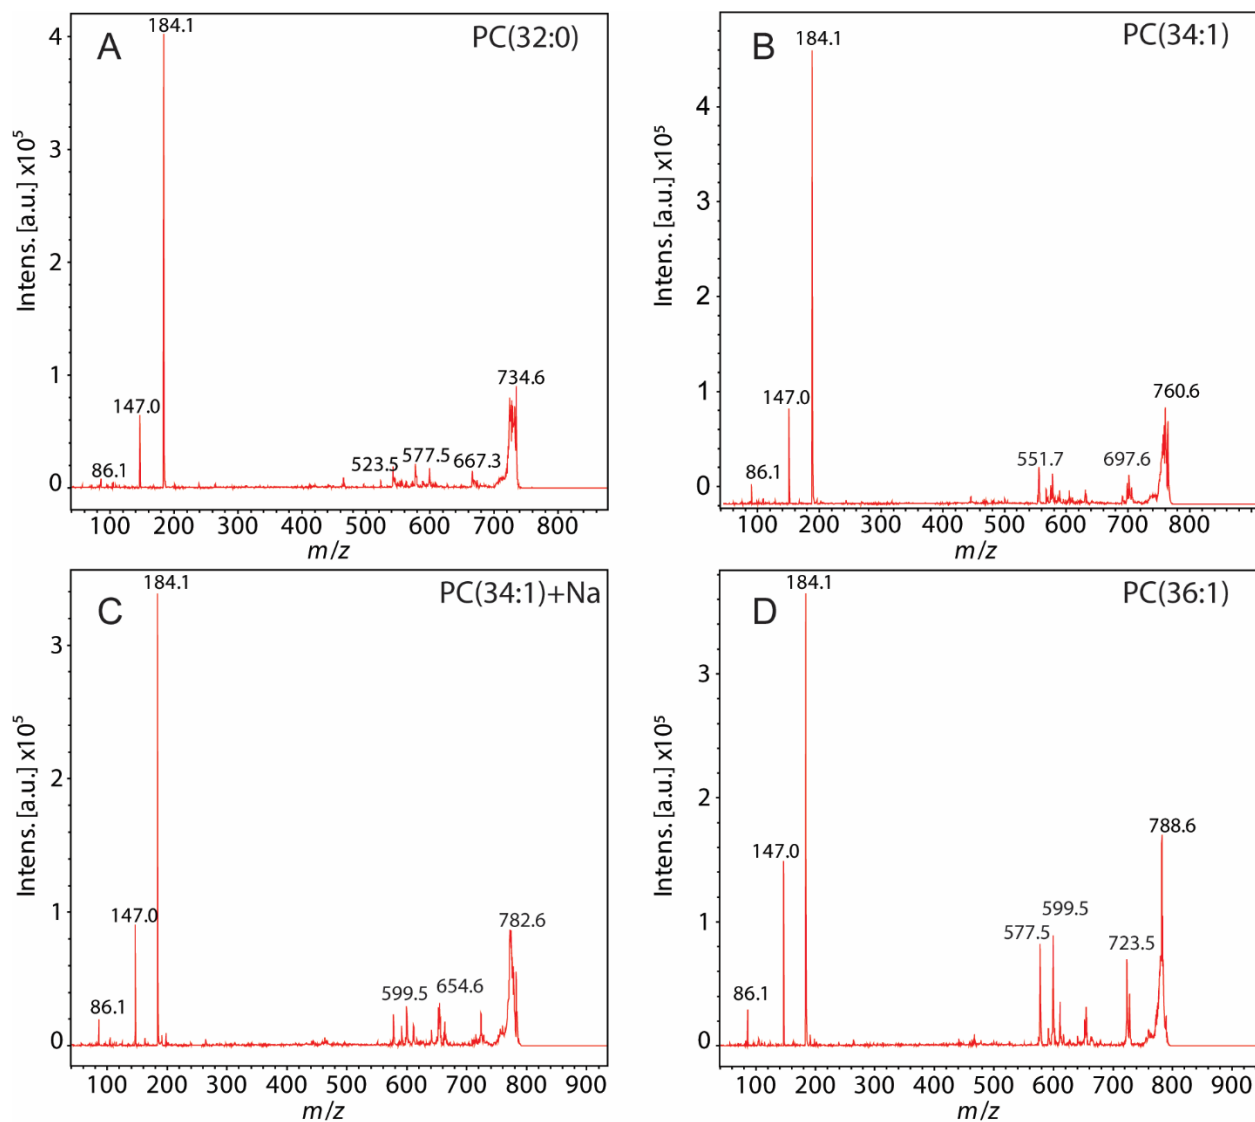 A
PC(32:0)
184.1
147.0
86.1
523.5
577.5
667.3
734.6
4
3
2
1
0
Intens. [a.u.] x10⁵
100 200 300 400 500 600 700 800
m/z
B
PC(34:1)
184.1
147.0
86.1
551.7
697.6
760.6
4
3
2
1
0
Intens. [a.u.] x10⁵
100 200 300 400 500 600 700 800
m/z
C
PC(34:1)+Na
184.1
147.0
86.1
599.5
654.6
782.6
3
2
1
0
Intens. [a.u.] x10⁵
100 200 300 400 500 600 700 800 900
m/z
D
PC(36:1)
184.1
147.0
86.1
577.5
599.5
723.5
788.6
3
2
1
0
Intens. [a.u.] x10⁵
100 200 300 400 500 600 700 800 900
m/z